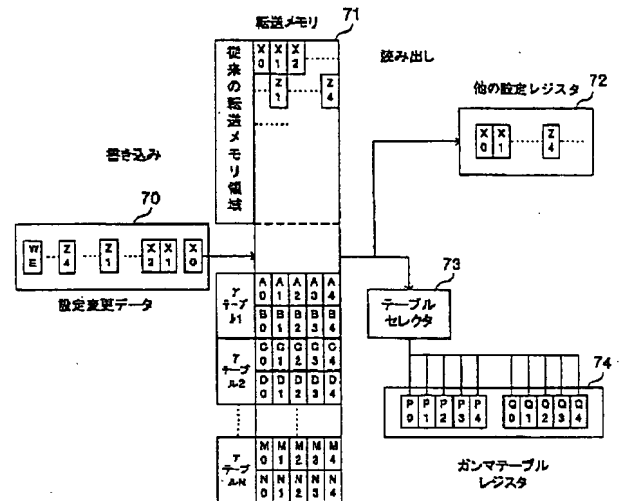 転送メモリ
71
読み出し
従来の転送メモリ領域
X0 X1 X2 ……
Z1 …… Z4
………
他の設定レジスタ
72
X0 X1 …… Z4 ……
書き込み
70
WE …… Z4 …… Z1 …… X2 X1 X0
設定変更データ
γテーブル1
A0 A1 A2 A3 A4
B0 B1 B2 B3 B4
γテーブル2
C0 C1 C2 C3 C4
D0 D1 D2 D3 D4
γテーブルN
M0 M1 M2 M3 M4
N0 N1 N2 N3 N4
73
テーブルセレクタ
74
P0 P1 P2 P3 P4 Q0 Q1 Q2 Q3 Q4
ガンマテーブル
レジスタ